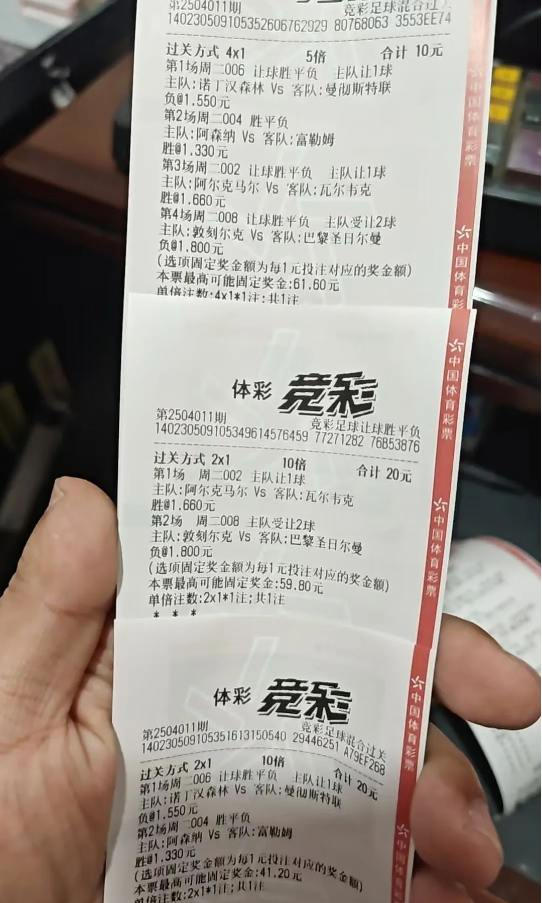 第2504011期
竞彩足球混合过关
140230509105352606762929 80768063 3553EE74
过关方式 4x1 5倍 合计 10元
第1场周二006 让球胜平负 主队让1球
主队:诺丁汉森林 Vs 客队:曼彻斯特联
负@1.550元
第2场周二004 胜平负
主队:阿森纳 Vs 客队:富勒姆
胜@1.330元
第3场周二002 让球胜平负 主队让1球
主队:阿尔克马尔 Vs 客队:瓦尔韦克
胜@1.660元
第4场周二008 让球胜平负 主队受让2球
主队:敦刻尔克 Vs 客队:巴黎圣日尔曼
负@1.800元
(选项固定奖金额为每1元投注对应的奖金额)
本票最高可能固定奖金:61.60元
单倍注数:4x1*1注;共1注
中国体育彩票
中国体育彩票
体彩 竞彩
第2504011期
竞彩足球让球胜平负
140230509105349614576459 77271282 76B53876
过关方式 2x1 10倍 合计 20元
第1场 周二002 主队让1球
主队:阿尔克马尔 Vs 客队:瓦尔韦克
胜@1.660元
第2场 周二008 主队受让2球
主队:敦刻尔克 Vs 客队:巴黎圣日尔曼
负@1.800元
(选项固定奖金额为每1元投注对应的奖金额)
本票最高可能固定奖金:59.80元
单倍注数:2x1*1注;共1注
* * *
中国体育彩票
中国体育彩票
体彩 竞彩
第2504011期
竞彩足球混合过关
140230509105351613150540 29446251 A79EF268
过关方式 2x1 10倍 合计 20元
第1场周二006 让球胜平负 主队让1球
主队:诺丁汉森林 Vs 客队:曼彻斯特联
负@1.550元
第2场周二004 胜平负
主队:阿森纳 Vs 客队:富勒姆
胜@1.330元
(选项固定奖金额为每1元投注对应的奖金额)
本票最高可能固定奖金:41.20元
单倍注数:2x1*1注;共1注
中国体育彩票
中国体育